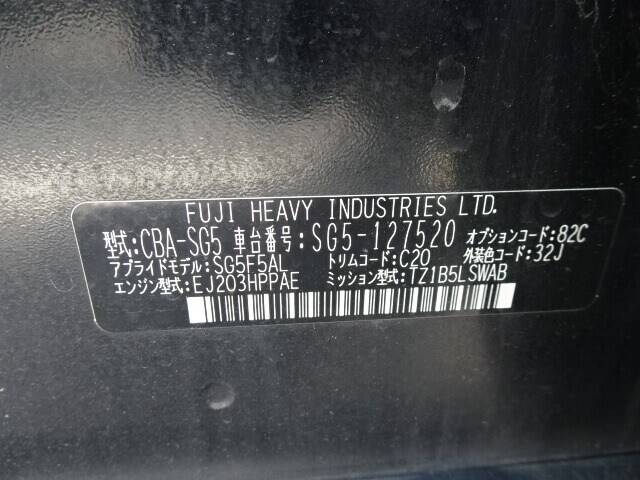 FUJI HEAVY INDUSTRIES LTD.
型式:CBA-SG5 車台番号:SG5-127520 オプションコード:82C
アプライドモデル:SG5F5AL トリムコード:C20 外装色コード:32J
エンジン型式:EJ203HPPAE ミッション型式:TZ1B5LSWAB